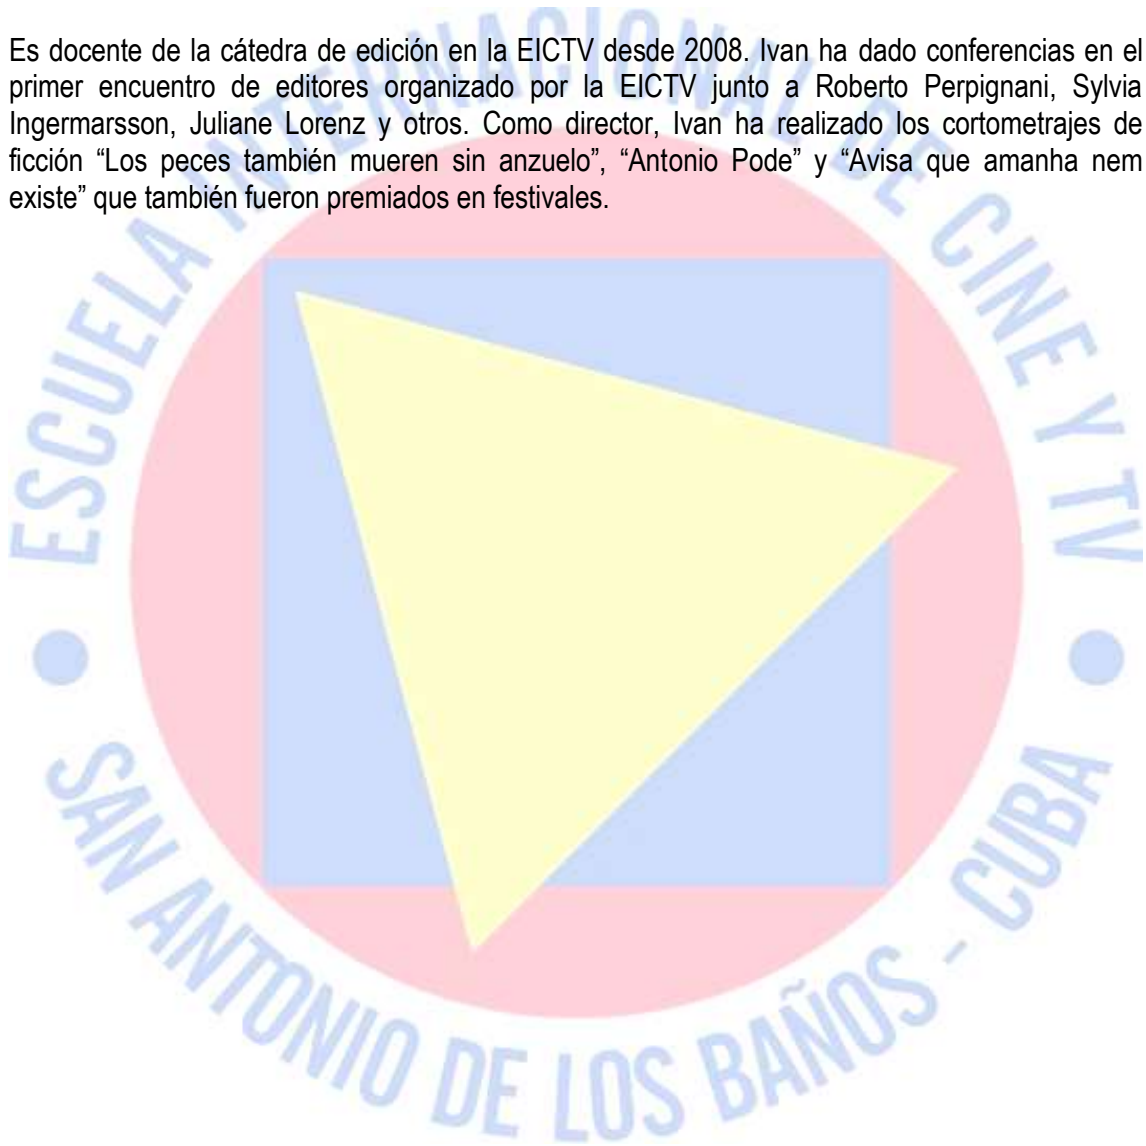 Es docente de la cátedra de edición en la EICTV desde 2008. Ivan ha dado conferencias en el
primer encuentro de editores organizado por la EICTV junto a Roberto Perpignani, Sylvia
Ingermarsson, Juliane Lorenz y otros. Como director, Ivan ha realizado los cortometrajes de
ficción “Los peces también mueren sin anzuelo”, “Antonio Pode” y “Avisa que amanha nem
existe” que también fueron premiados en festivales.
ESCUELA INTERNACIONAL DE CINE Y TV
SAN ANTONIO DE LOS BAÑOS - CUBA